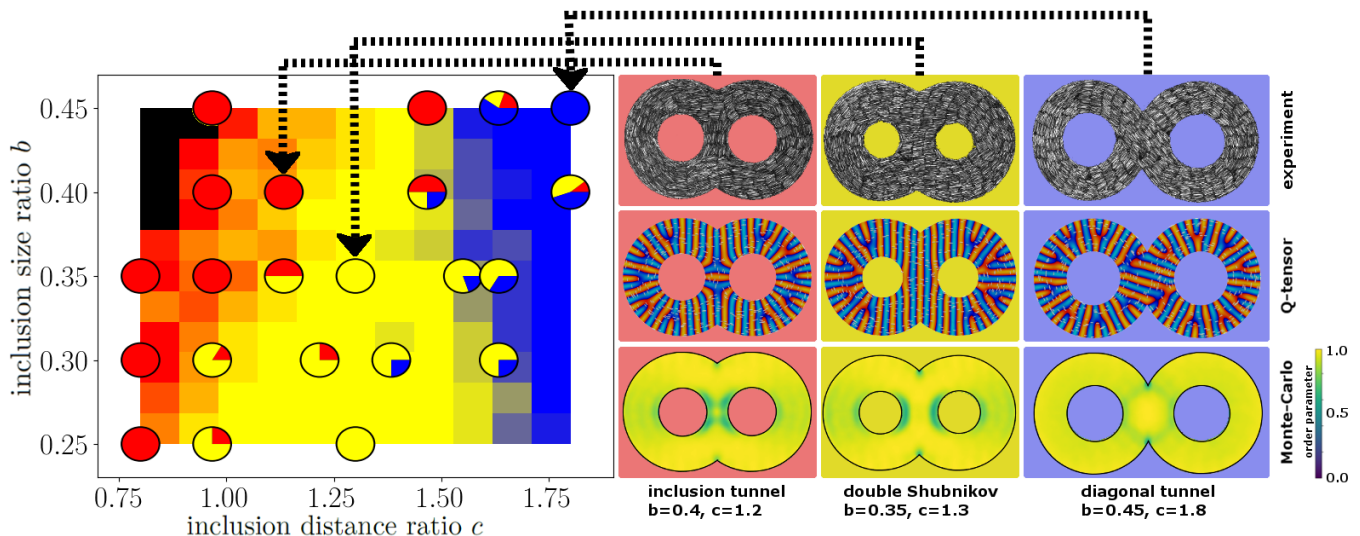 inclusion size ratio b
0.45
0.40
0.35
0.30
0.25
0.75
1.00
1.25
1.50
1.75
inclusion distance ratio c
experiment
Q-tensor
Monte-Carlo
order parameter
1.0
0.5
0.0
inclusion tunnel
b=0.4, c=1.2
double Shubnikov
b=0.35, c=1.3
diagonal tunnel
b=0.45, c=1.8